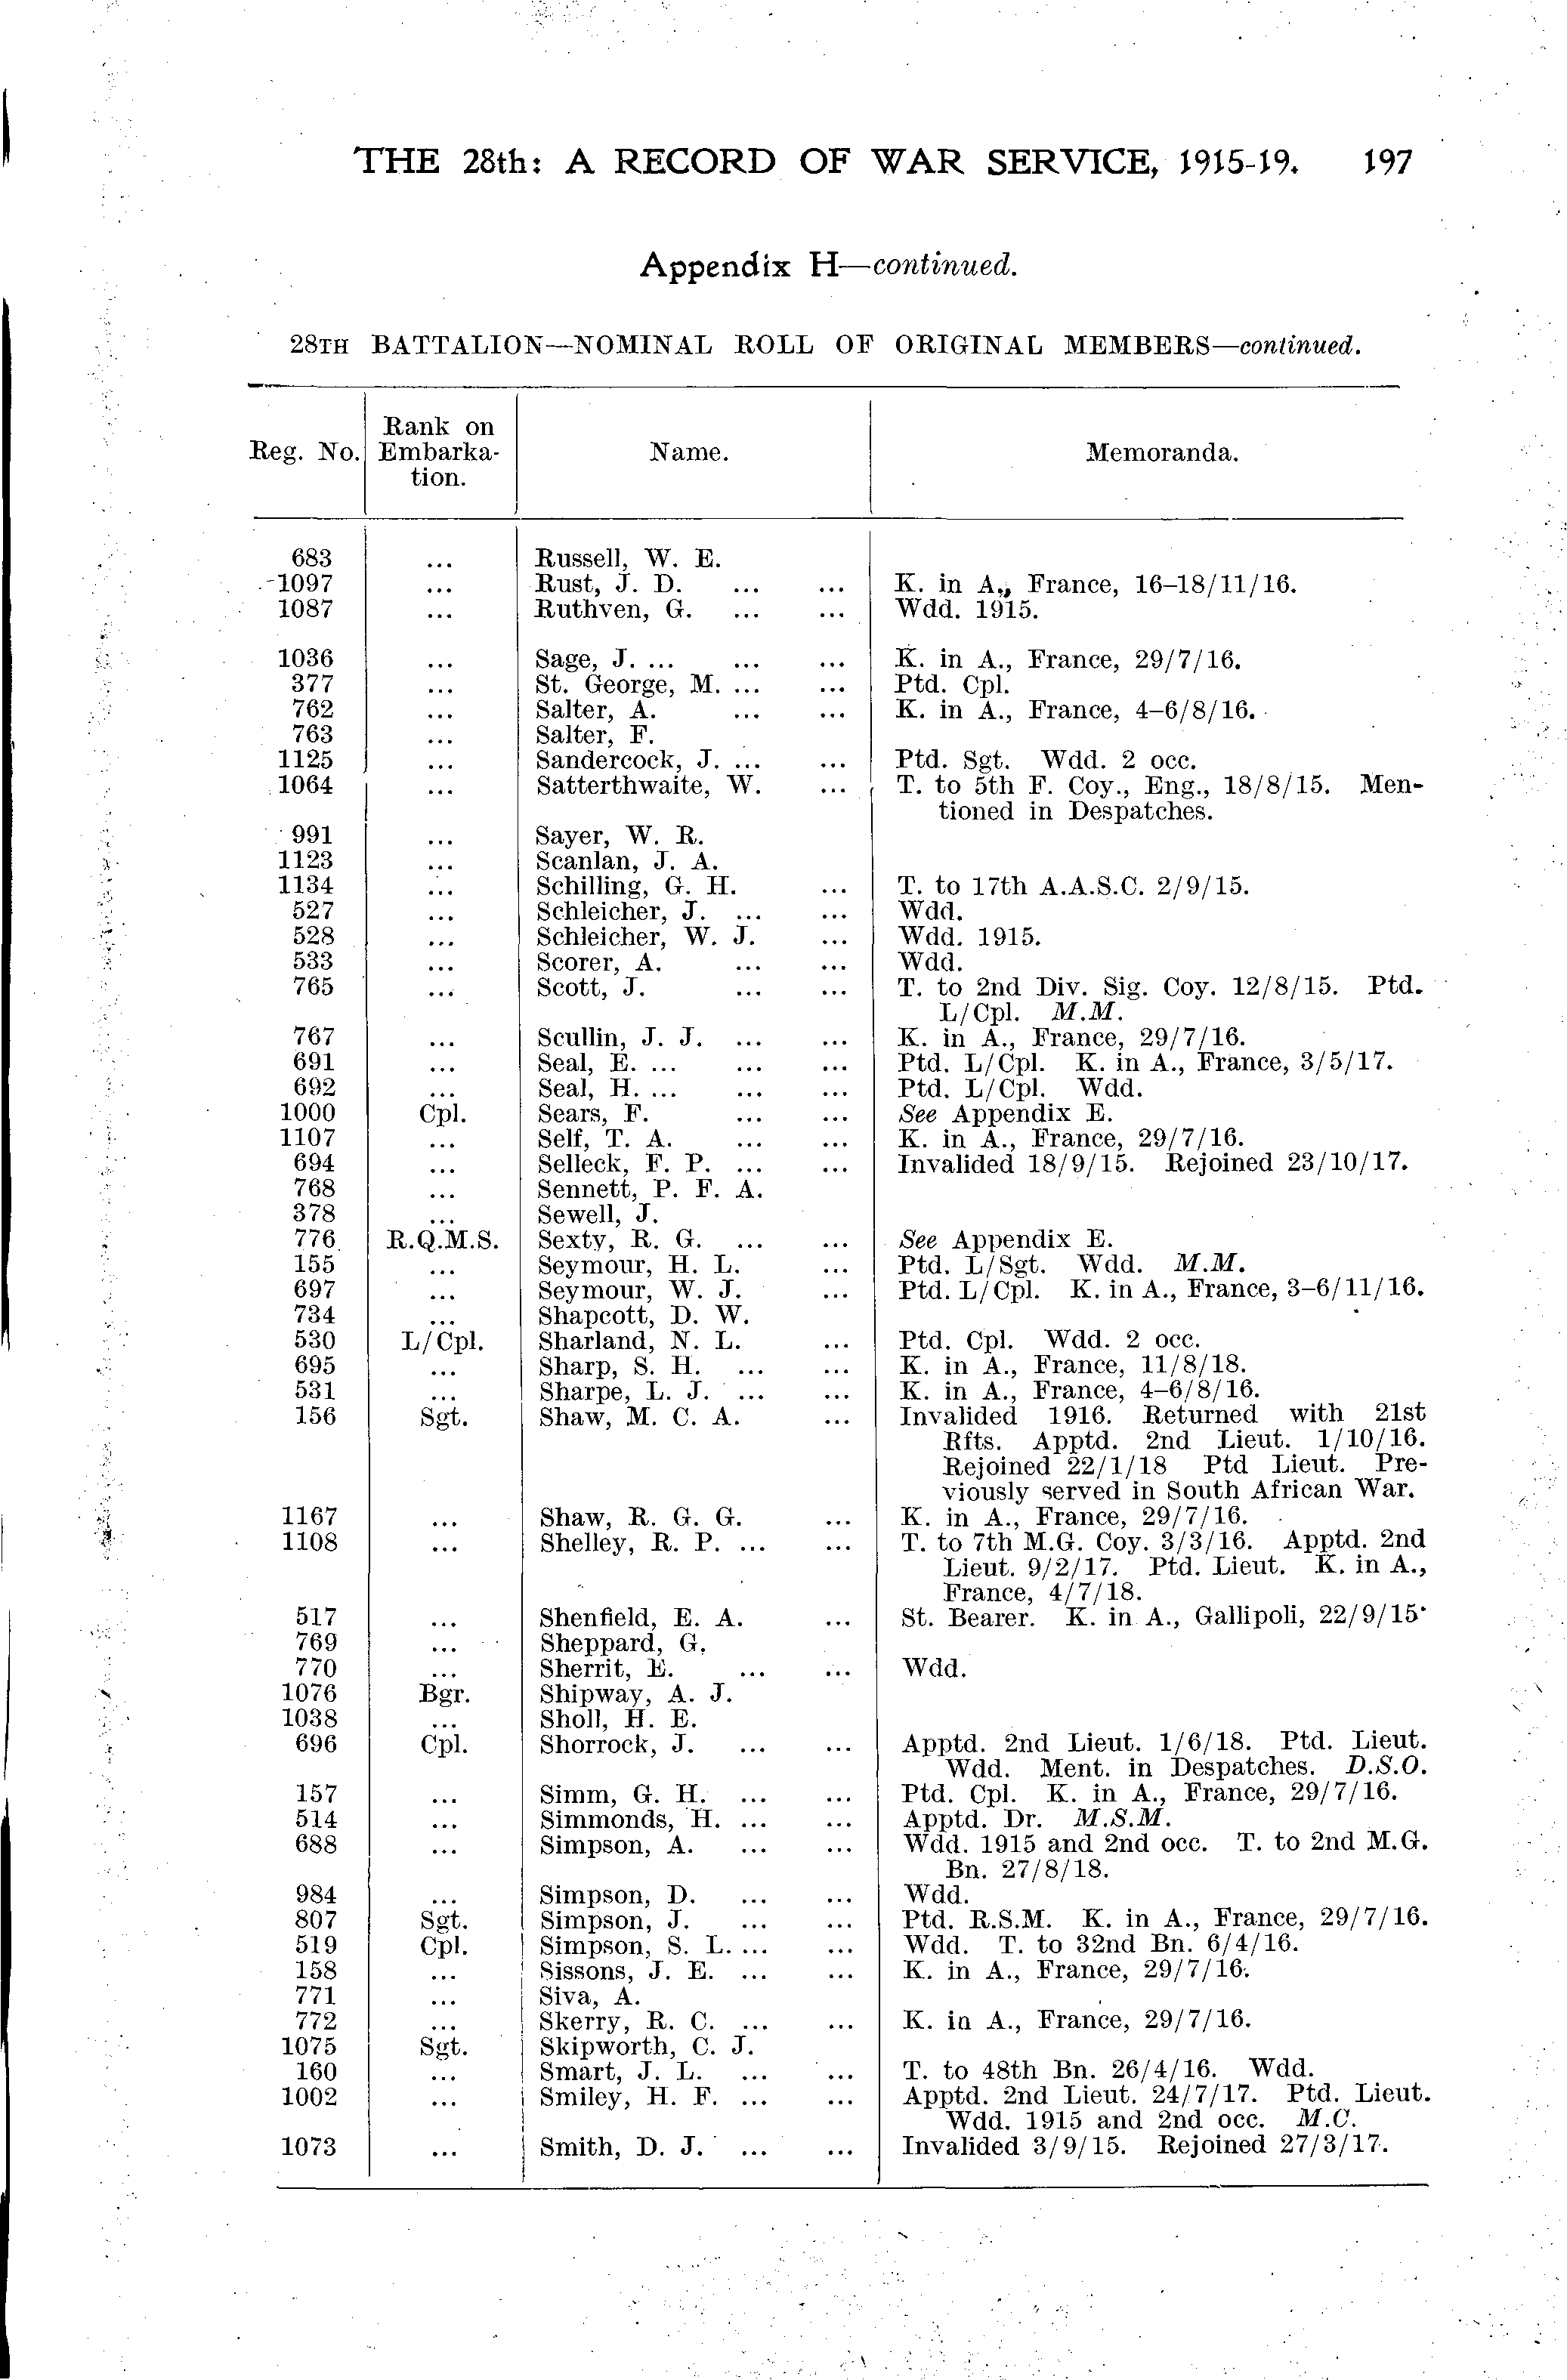 THE 28th: A RECORD OF WAR SERVICE, 1915-19. 197
Appendix H—continued.
28TH BATTALION—NOMINAL ROLL OF ORIGINAL MEMBERS—continued.
Reg. No. Rank on Embarka- tion. Name. Memoranda.
683 ... Russell, W. E.
1097 ... Rust, J. D. ... ... K. in A., France, 16-18/11/16.
1087 ... Ruthven, G. ... ... Wdd. 1915.
1036 ... Sage, J. ... ... ... K. in A., France, 29/7/16.
377 ... St. George, M. ... ... Ptd. Cpl.
762 ... Salter, A. ... ... K. in A., France, 4-6/8/16.
763 ... Salter, F.
1125 ... Sandercock, J. ... ... Ptd. Sgt. Wdd. 2 occ.
1064 ... Satterthwaite, W. ... T. to 5th F. Coy., Eng., 18/8/15. Men-
tioned in Despatches.
991 ... Sayer, W. R.
1123 ... Scanlan, J. A.
1134 ... Schilling, G. H. ... T. to 17th A.A.S.C. 2/9/15.
527 ... Schleicher, J. ... ... Wdd.
528 ... Schleicher, W. J. ... Wdd. 1915.
533 ... Scorer, A. ... ... Wdd.
765 ... Scott, J. ... ... T. to 2nd Div. Sig. Coy. 12/8/15. Ptd.
L/Cpl. M.M.
767 ... Scullin, J. J. ... ... K. in A., France, 29/7/16.
691 ... Seal, E. ... ... ... Ptd. L/Cpl. K. in A., France, 3/5/17.
692 ... Seal, H. ... ... ... Ptd. L/Cpl. Wdd.
1000 Cpl. Sears, F. ... ... See Appendix E.
1107 ... Self, T. A. ... ... K. in A., France, 29/7/16.
694 ... Selleck, F. P. ... ... Invalided 18/9/15. Rejoined 23/10/17.
768 ... Sennett, P. F. A.
378 ... Sewell, J.
776 R.Q.M.S. Sexty, R. G. ... ... See Appendix E.
155 ... Seymour, H. L. ... Ptd. L/Sgt. Wdd. M.M.
697 ... Seymour, W. J. ... Ptd. L/Cpl. K. in A., France, 3-6/11/16.
734 ... Shapcott, D. W.
530 L/Cpl. Sharland, N. L. ... Ptd. Cpl. Wdd. 2 occ.
695 ... Sharp, S. H. ... ... K. in A., France, 11/8/18.
531 ... Sharpe, L. J. ... ... K. in A., France, 4-6/8/16.
156 Sgt. Shaw, M. C. A. ... Invalided 1916. Returned with 21st
Rfts. Apptd. 2nd Lieut. 1/10/16.
Rejoined 22/1/18 Ptd Lieut. Pre-
viously served in South African War.
1167 ... Shaw, R. G. G. ... K. in A., France, 29/7/16.
1108 ... Shelley, R. P. ... ... T. to 7th M.G. Coy. 3/3/16. Apptd. 2nd
Lieut. 9/2/17. Ptd. Lieut. K. in A.,
France, 4/7/18.
517 ... Shenfield, E. A. ... St. Bearer. K. in A., Gallipoli, 22/9/15·
769 ... Sheppard, G.
770 ... Sherrit, E. ... ... Wdd.
1076 Bgr. Shipway, A. J.
1038 ... Sholl, H. E.
696 Cpl. Shorrock, J. ... ... Apptd. 2nd Lieut. 1/6/18. Ptd. Lieut.
Wdd. Ment. in Despatches. D.S.O.
157 ... Simm, G. H. ... ... Ptd. Cpl. K. in A., France, 29/7/16.
514 ... Simmonds, H. ... ... Apptd. Dr. M.S.M.
688 ... Simpson, A. ... ... Wdd. 1915 and 2nd occ. T. to 2nd M.G.
Bn. 27/8/18.
984 ... Simpson, D. ... ... Wdd.
807 Sgt. Simpson, J. ... ... Ptd. R.S.M. K. in A., France, 29/7/16.
519 Cpl. Simpson, S. L. ... ... Wdd. T. to 32nd Bn. 6/4/16.
158 ... Sissons, J. E. ... ... K. in A., France, 29/7/16.
771 ... Siva, A.
772 ... Skerry, R. C. ... ... K. in A., France, 29/7/16.
1075 Sgt. Skipworth, C. J.
160 ... Smart, J. L. ... ... T. to 48th Bn. 26/4/16. Wdd.
1002 ... Smiley, H. F. ... ... Apptd. 2nd Lieut. 24/7/17. Ptd. Lieut.
Wdd. 1915 and 2nd occ. M.C.
1073 ... Smith, D. J. ... ... Invalided 3/9/15. Rejoined 27/3/17.